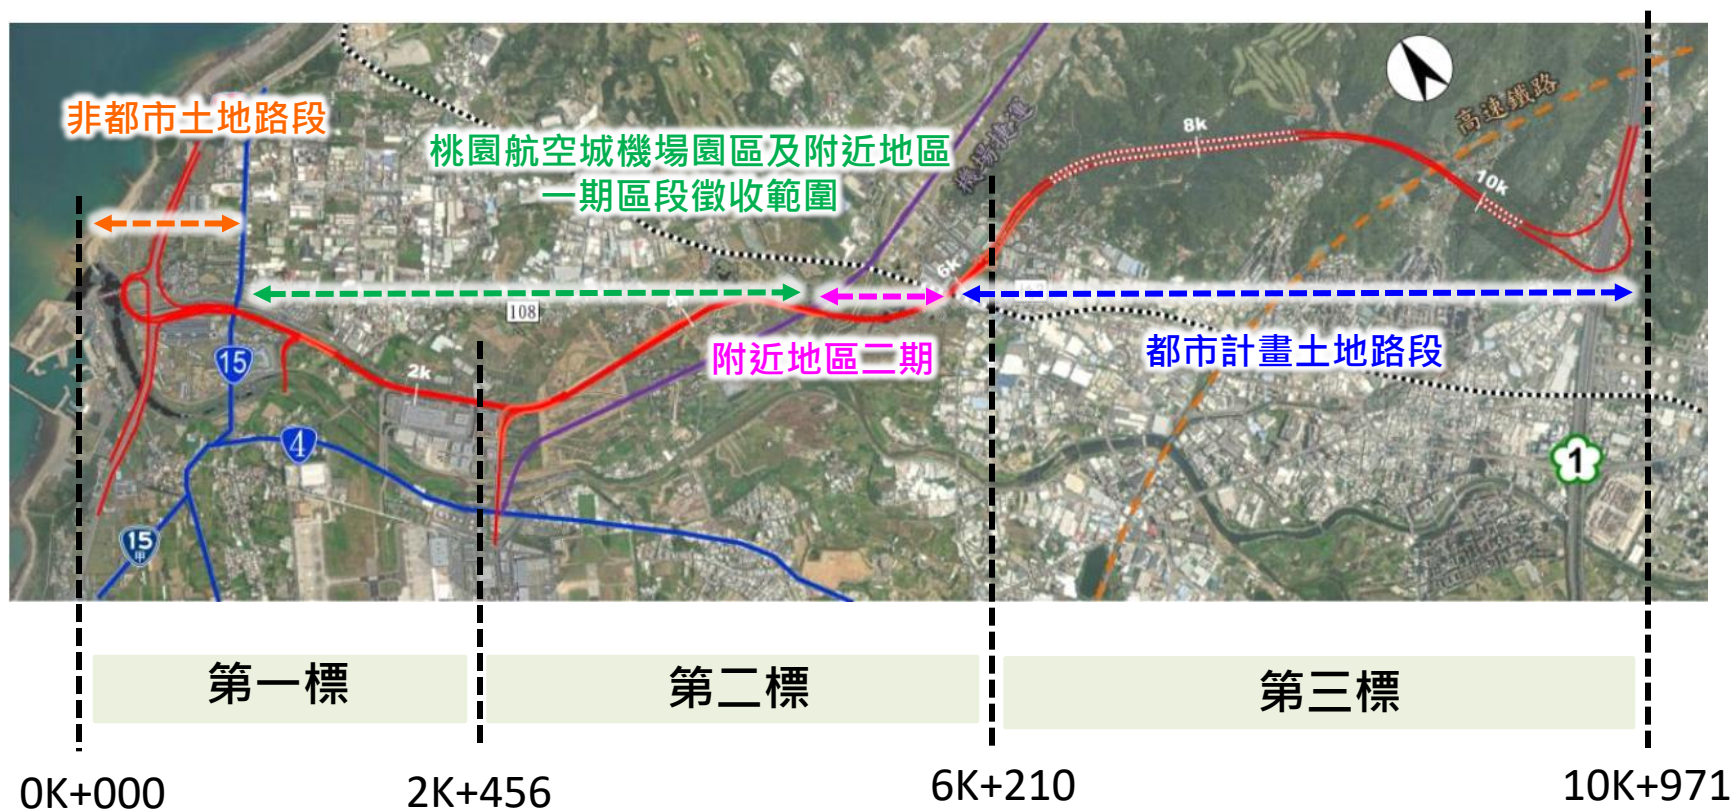 非都市土地路段
桃園航空城機場園區及附近地區
一期區段徵收範圍
機場捷運
高速鐵路
8k
10k
6k
4
108
附近地區二期
都市計畫土地路段
15
2k
4
1
15
甲
第一標
第二標
第三標
0K+000
2K+456
6K+210
10K+971